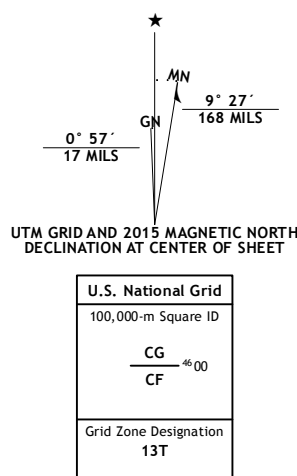 ★
MN
GN
9° 27´
168 MILS
0° 57´
17 MILS
UTM GRID AND 2015 MAGNETIC NORTH
DECLINATION AT CENTER OF SHEET
U.S. National Grid
100,000-m Square ID
CG
46 00
CF
Grid Zone Designation
13T